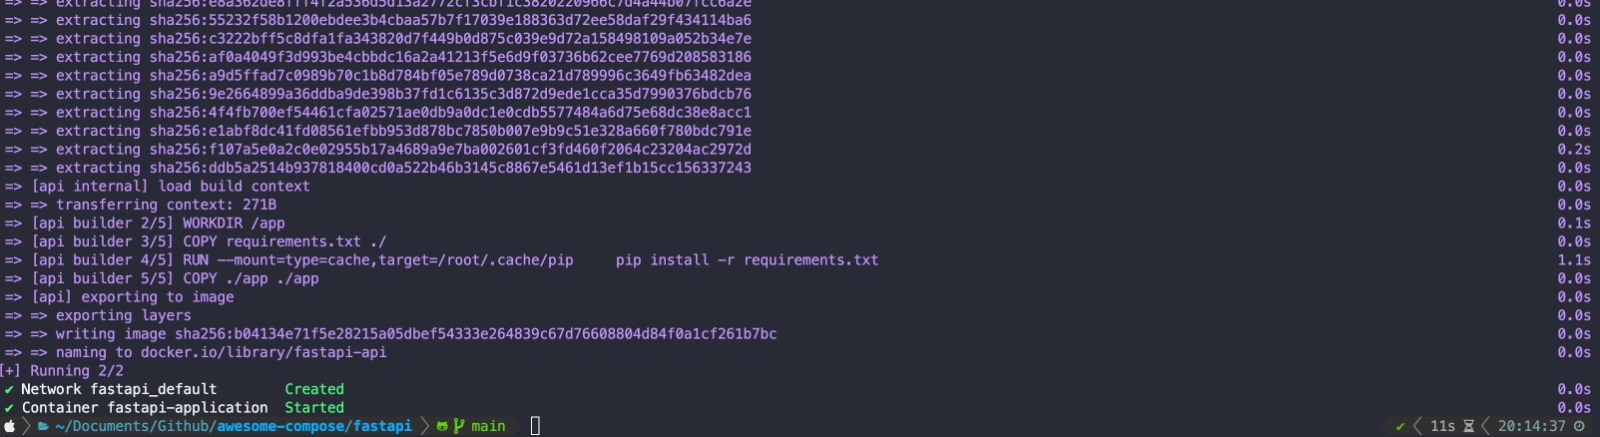 => => extracting sha256:e8a362de8fff4f2a536d5d13a2772cf3cbf1c3820220966c7d4a44b07fcc6a2e 0.0s
=> => extracting sha256:55232f58b1200ebdee3b4cbaa57b7f17039e188363d72ee58daf29f434114ba6 0.0s
=> => extracting sha256:c3222bff5c8dfa1fa343820d7f449b0d875c039e9d72a158498109a052b34e7e 0.0s
=> => extracting sha256:af0a4049f3d993be4cbbdc16a2a41213f5e6d9f03736b62cee7769d208583186 0.0s
=> => extracting sha256:a9d5ffad7c0989b70c1b8d784bf05e789d0738ca21d789996c3649fb63482dea 0.0s
=> => extracting sha256:9e2664899a36ddba9de398b37fd1c6135c3d872d9ede1cca35d7990376bdcb76 0.0s
=> => extracting sha256:4f4fb700ef54461cfa02571ae0db9a0dc1e0cdb5577484a6d75e68dc38e8acc1 0.0s
=> => extracting sha256:e1abf8dc41fd08561efbb953d878bc7850b007e9b9c51e328a660f780bdc791e 0.0s
=> => extracting sha256:f107a5e0a2c0e02955b17a4689a9e7ba002601cf3fd460f2064c23204ac2972d 0.2s
=> => extracting sha256:ddb5a2514b937818400cd0a522b46b3145c8867e5461d13ef1b15cc156337243 0.0s
=> [api internal] load build context 0.0s
=> => transferring context: 271B 0.0s
=> [api builder 2/5] WORKDIR /app 0.1s
=> [api builder 3/5] COPY requirements.txt ./ 0.0s
=> [api builder 4/5] RUN --mount=type=cache,target=/root/.cache/pip     pip install -r requirements.txt 1.1s
=> [api builder 5/5] COPY ./app ./app 0.0s
=> [api] exporting to image 0.0s
=> => exporting layers 0.0s
=> => writing image sha256:b04134e71f5e28215a05dbef54333e264839c67d76608804d84f0a1cf261b7bc 0.0s
=> => naming to docker.io/library/fastapi-api 0.0s
[+] Running 2/2
✔ Network fastapi_default        Created 0.0s
✔ Container fastapi-application  Started 0.0s
~/Documents/Github/awesome-compose/fastapi main ✔ 11s 20:14:37